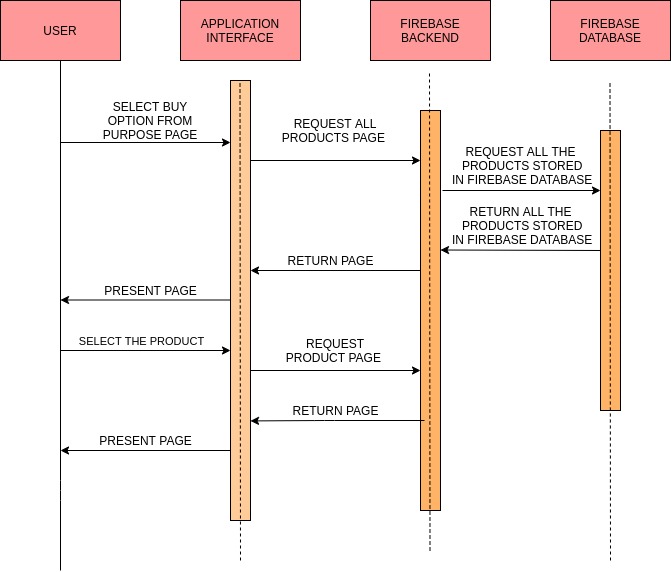 USER
APPLICATION
INTERFACE
FIREBASE
BACKEND
FIREBASE
DATABASE
SELECT BUY
OPTION FROM
PURPOSE PAGE
REQUEST ALL
PRODUCTS PAGE
REQUEST ALL THE
PRODUCTS STORED
IN FIREBASE DATABASE
RETURN ALL THE
PRODUCTS STORED
IN FIREBASE DATABASE
RETURN PAGE
PRESENT PAGE
SELECT THE PRODUCT
REQUEST
PRODUCT PAGE
RETURN PAGE
PRESENT PAGE